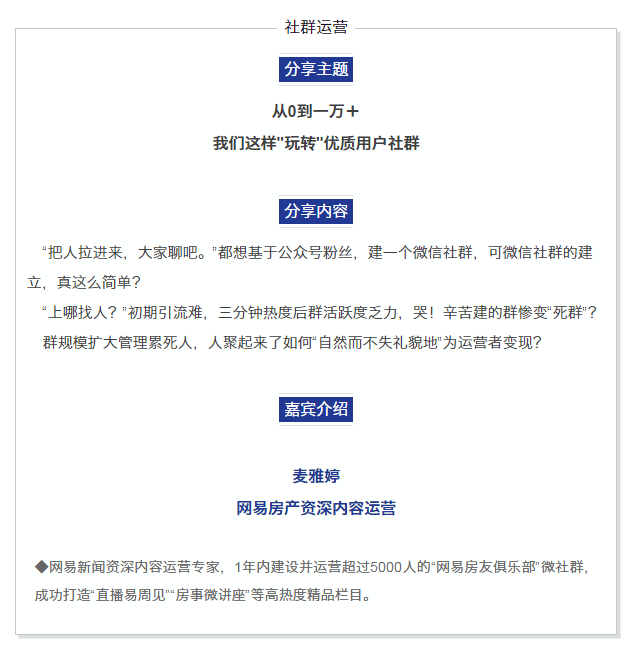 社群运营
分享主题
从0到一万＋
我们这样"玩转"优质用户社群
分享内容
“把人拉进来，大家聊吧。”都想基于公众号粉丝，建一个微信社群，可微信社群的建
立，真这么简单？
“上哪找人？”初期引流难，三分钟热度后群活跃度乏力，哭！辛苦建的群惨变“死群”？
群规模扩大管理累死人，人聚起来了如何“自然而不失礼貌地”为运营者变现？
嘉宾介绍
麦雅婷
网易房产资深内容运营
◆网易新闻资深内容运营专家，1年内建设并运营超过5000人的“网易房友俱乐部”微社群，
成功打造“直播易周见”“房事微讲座”等高热度精品栏目。